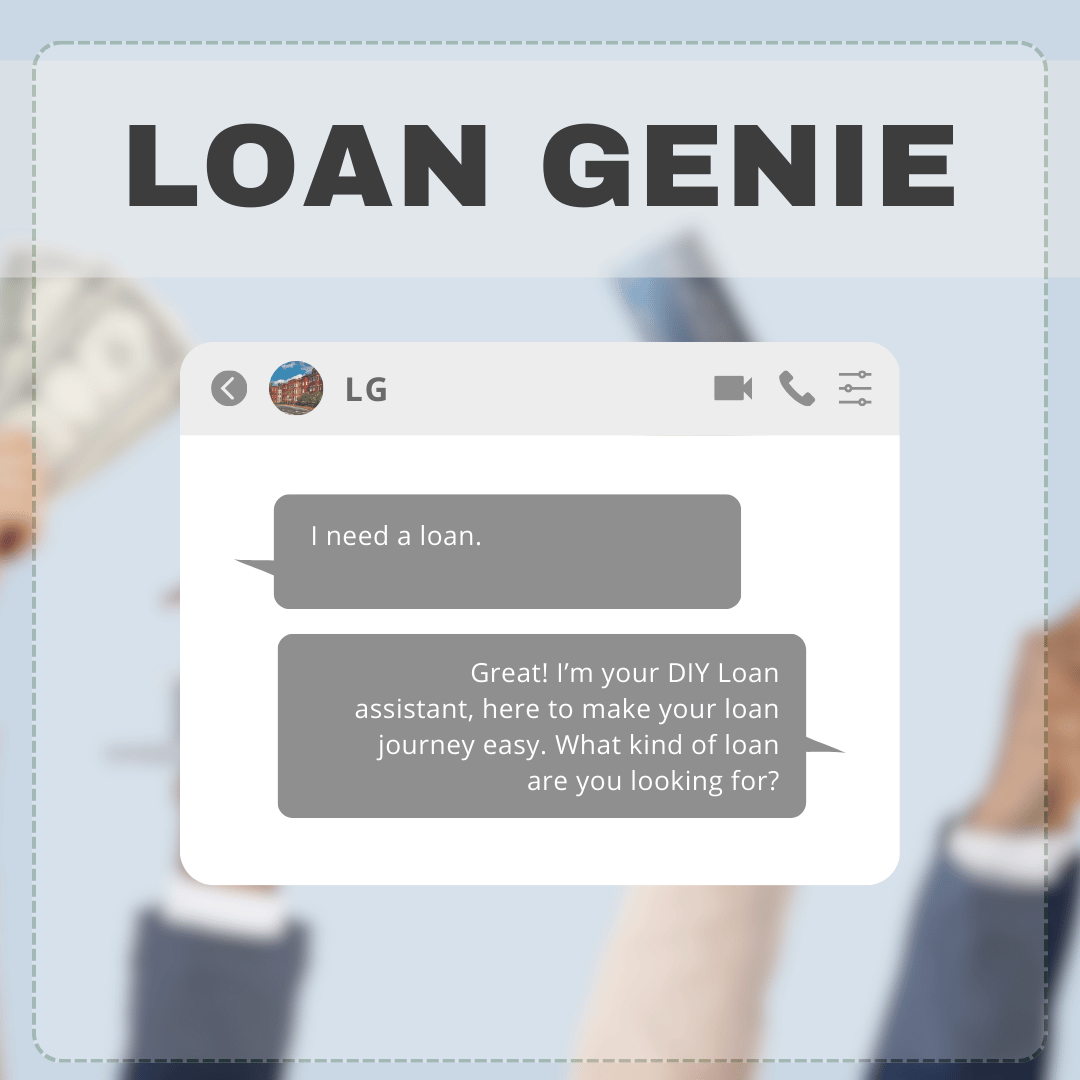 LOAN GENIE
LG
I need a loan.
Great! I’m your DIY Loan
assistant, here to make your loan
journey easy. What kind of loan
are you looking for?